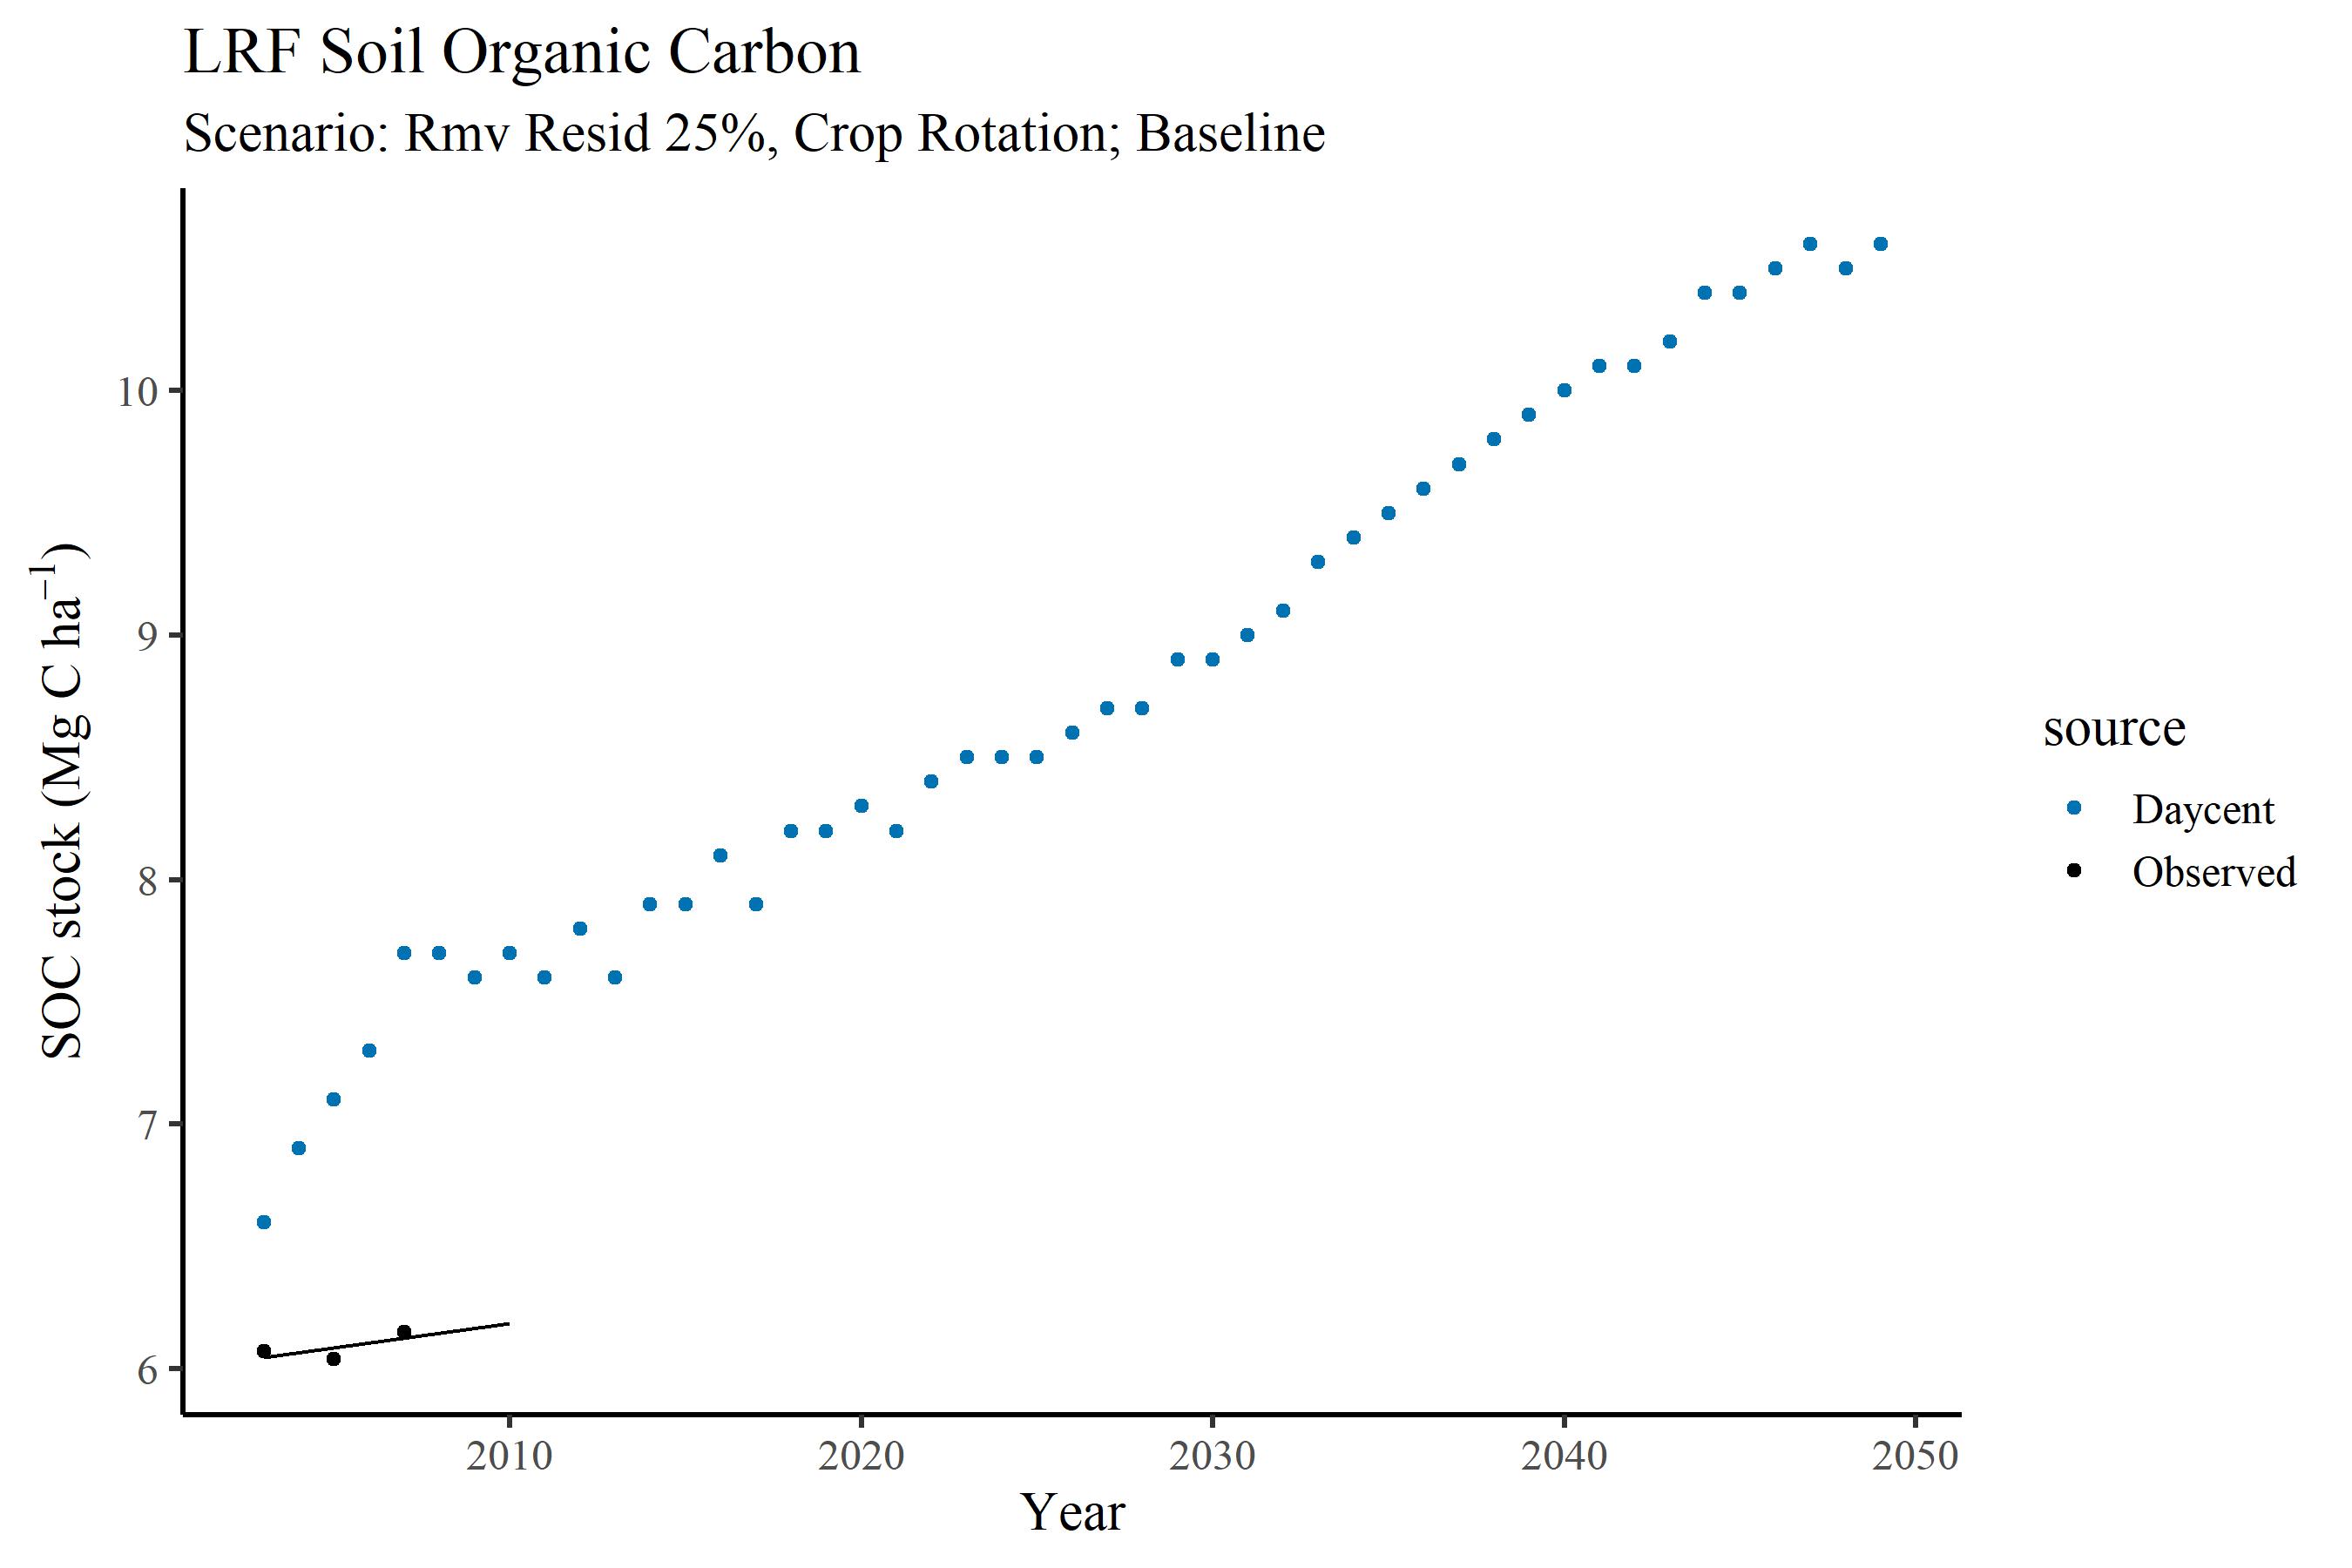 LRF Soil Organic Carbon
Scenario: Rmv Resid 25%, Crop Rotation; Baseline
SOC stock (Mg C ha⁻¹)
10
9
8
7
6
2010 2020 2030 2040 2050
Year
source
Daycent
Observed